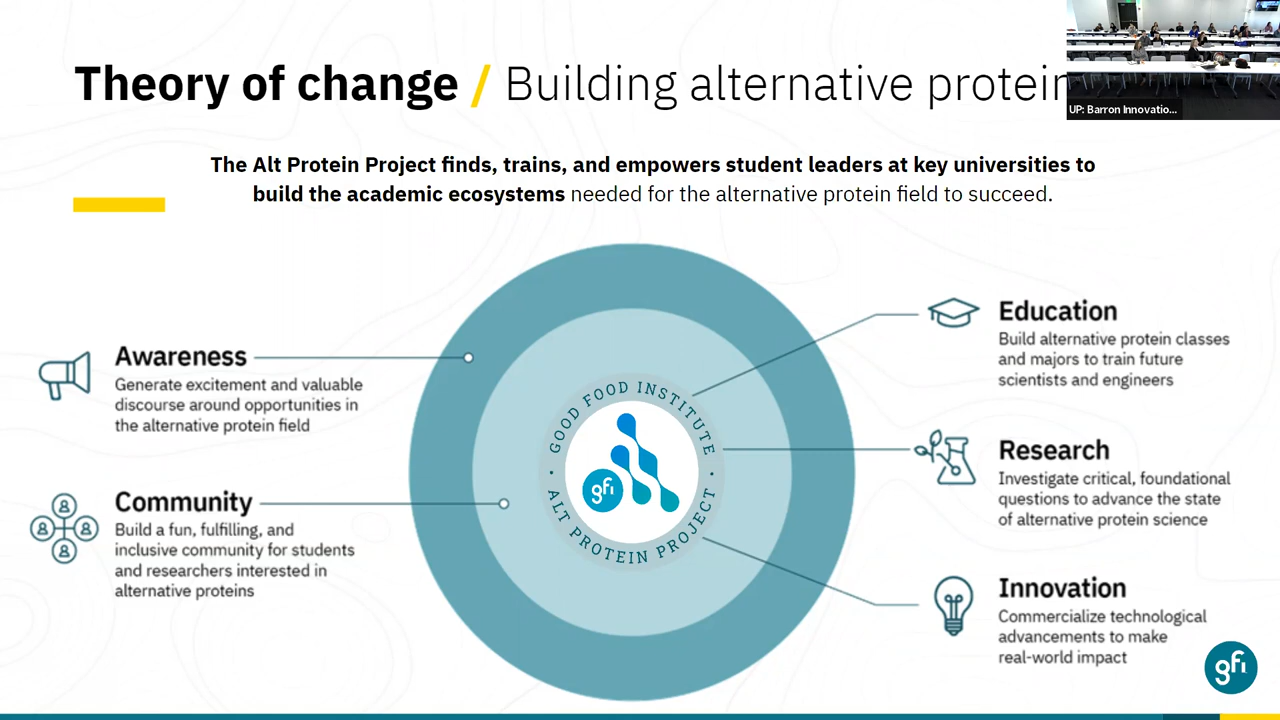 Theory of change / Building alternative protein
UP: Barron Innovatio...
The Alt Protein Project finds, trains, and empowers student leaders at key universities to
build the academic ecosystems needed for the alternative protein field to succeed.
Awareness
Generate excitement and valuable
discourse around opportunities in
the alternative protein field
Community
Build a fun, fulfilling, and
inclusive community for students
and researchers interested in
alternative proteins
GOOD FOOD INSTITUTE
gfi
· ALT PROTEIN PROJECT ·
Education
Build alternative protein classes
and majors to train future
scientists and engineers
Research
Investigate critical, foundational
questions to advance the state
of alternative protein science
Innovation
Commercialize technological
advancements to make
real-world impact
gfi